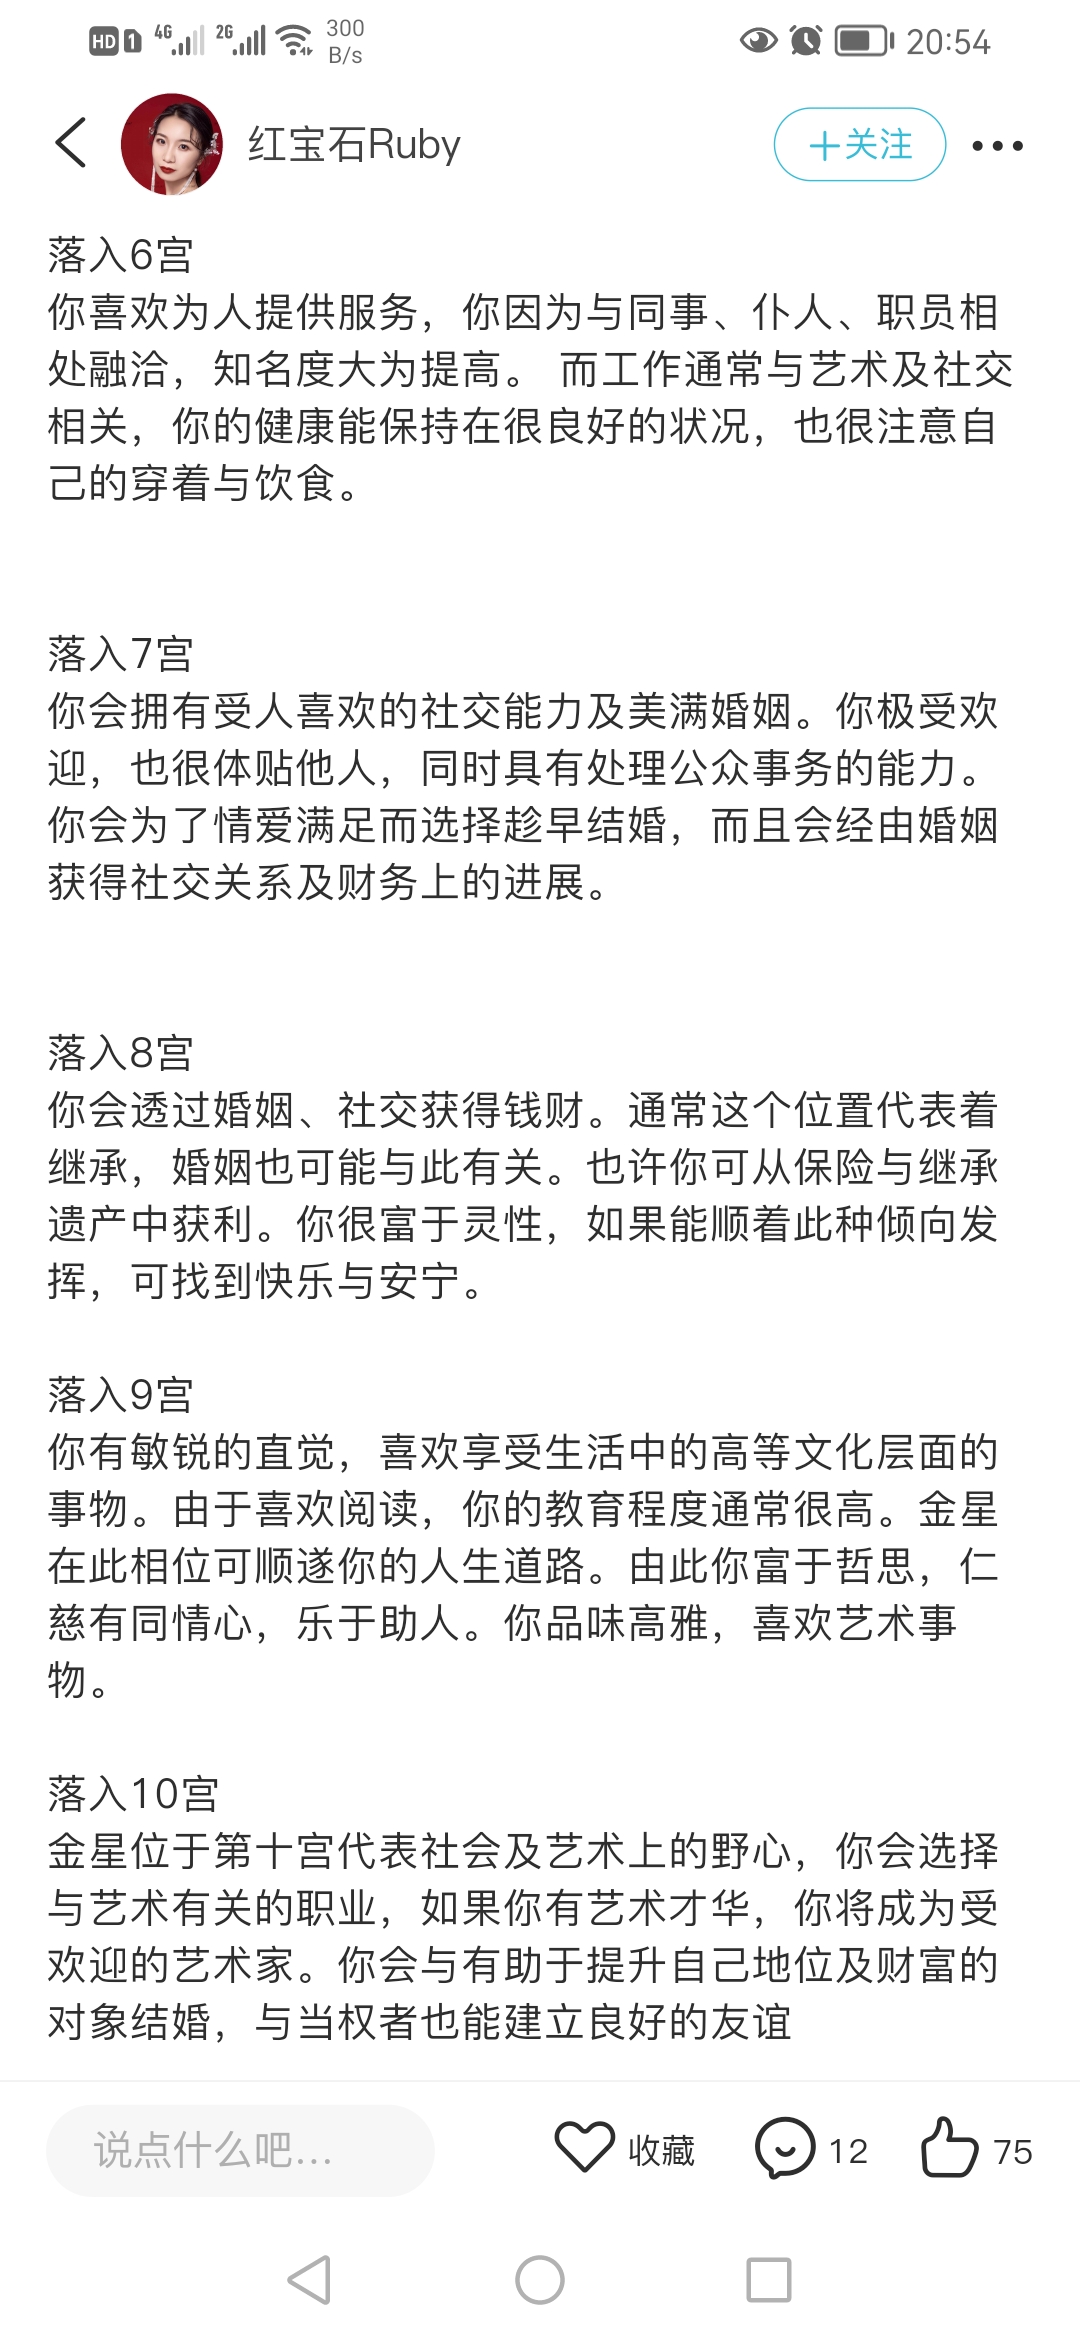 HD 1 4G 2G 300 B/s 20:54
红宝石Ruby
+关注
落入6宫
你喜欢为人提供服务，你因为与同事、仆人、职员相
处融洽，知名度大为提高。 而工作通常与艺术及社交
相关，你的健康能保持在很良好的状况，也很注意自
己的穿着与饮食。
落入7宫
你会拥有受人喜欢的社交能力及美满婚姻。你极受欢
迎，也很体贴他人，同时具有处理公众事务的能力。
你会为了情爱满足而选择趁早结婚，而且会经由婚姻
获得社交关系及财务上的进展。
落入8宫
你会透过婚姻、社交获得钱财。通常这个位置代表着
继承，婚姻也可能与此有关。也许你可从保险与继承
遗产中获利。你很富于灵性，如果能顺着此种倾向发
挥，可找到快乐与安宁。
落入9宫
你有敏锐的直觉，喜欢享受生活中的高等文化层面的
事物。由于喜欢阅读，你的教育程度通常很高。金星
在此相位可顺遂你的人生道路。由此你富于哲思，仁
慈有同情心，乐于助人。你品味高雅，喜欢艺术事
物。
落入10宫
金星位于第十宫代表社会及艺术上的野心，你会选择
与艺术有关的职业，如果你有艺术才华，你将成为受
欢迎的艺术家。你会与有助于提升自己地位及财富的
对象结婚，与当权者也能建立良好的友谊
说点什么吧...
收藏
12
75